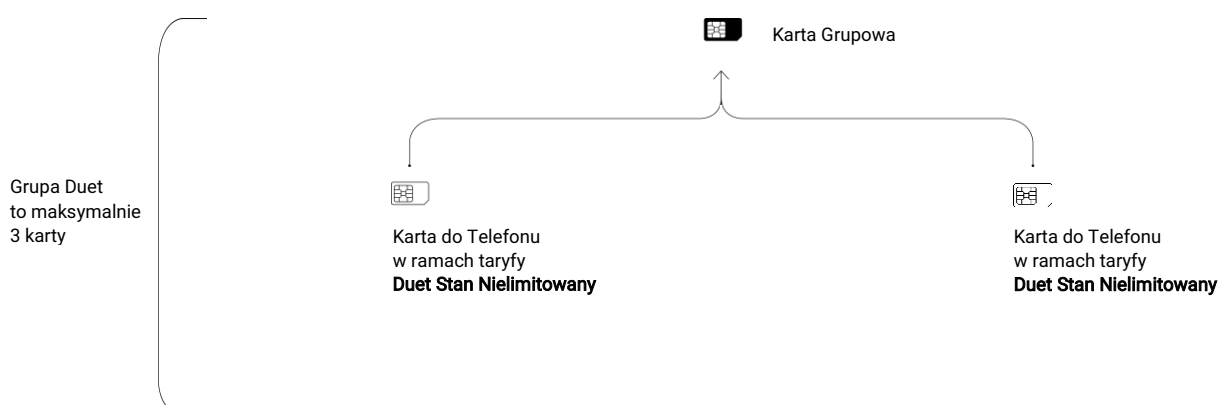 Karta Grupowa
Grupa Duet
to maksymalnie
3 karty
Karta do Telefonu
w ramach taryfy
Duet Stan Nielimitowany
Karta do Telefonu
w ramach taryfy
Duet Stan Nielimitowany